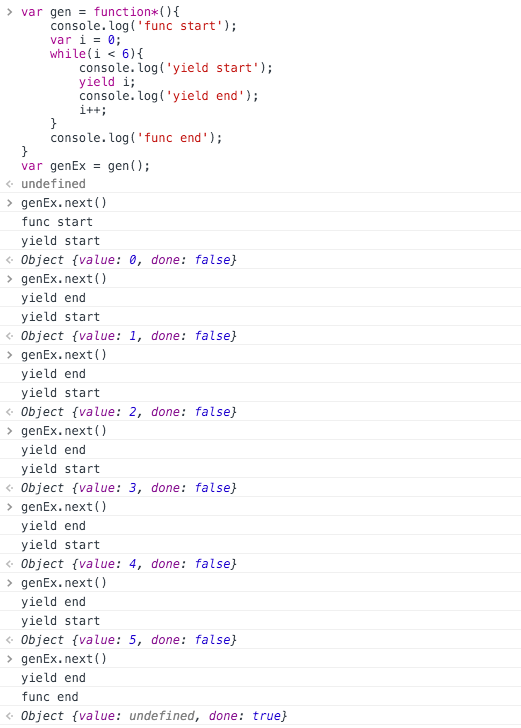 > var gen = function*(){
console.log('func start');
var i = 0;
while(i < 6){
console.log('yield start');
yield i;
console.log('yield end');
i++;
}
console.log('func end');
}
var genEx = gen();
undefined
> genEx.next()
func start
yield start
Object {value: 0, done: false}
> genEx.next()
yield end
yield start
Object {value: 1, done: false}
> genEx.next()
yield end
yield start
Object {value: 2, done: false}
> genEx.next()
yield end
yield start
Object {value: 3, done: false}
> genEx.next()
yield end
yield start
Object {value: 4, done: false}
> genEx.next()
yield end
yield start
Object {value: 5, done: false}
> genEx.next()
yield end
func end
Object {value: undefined, done: true}